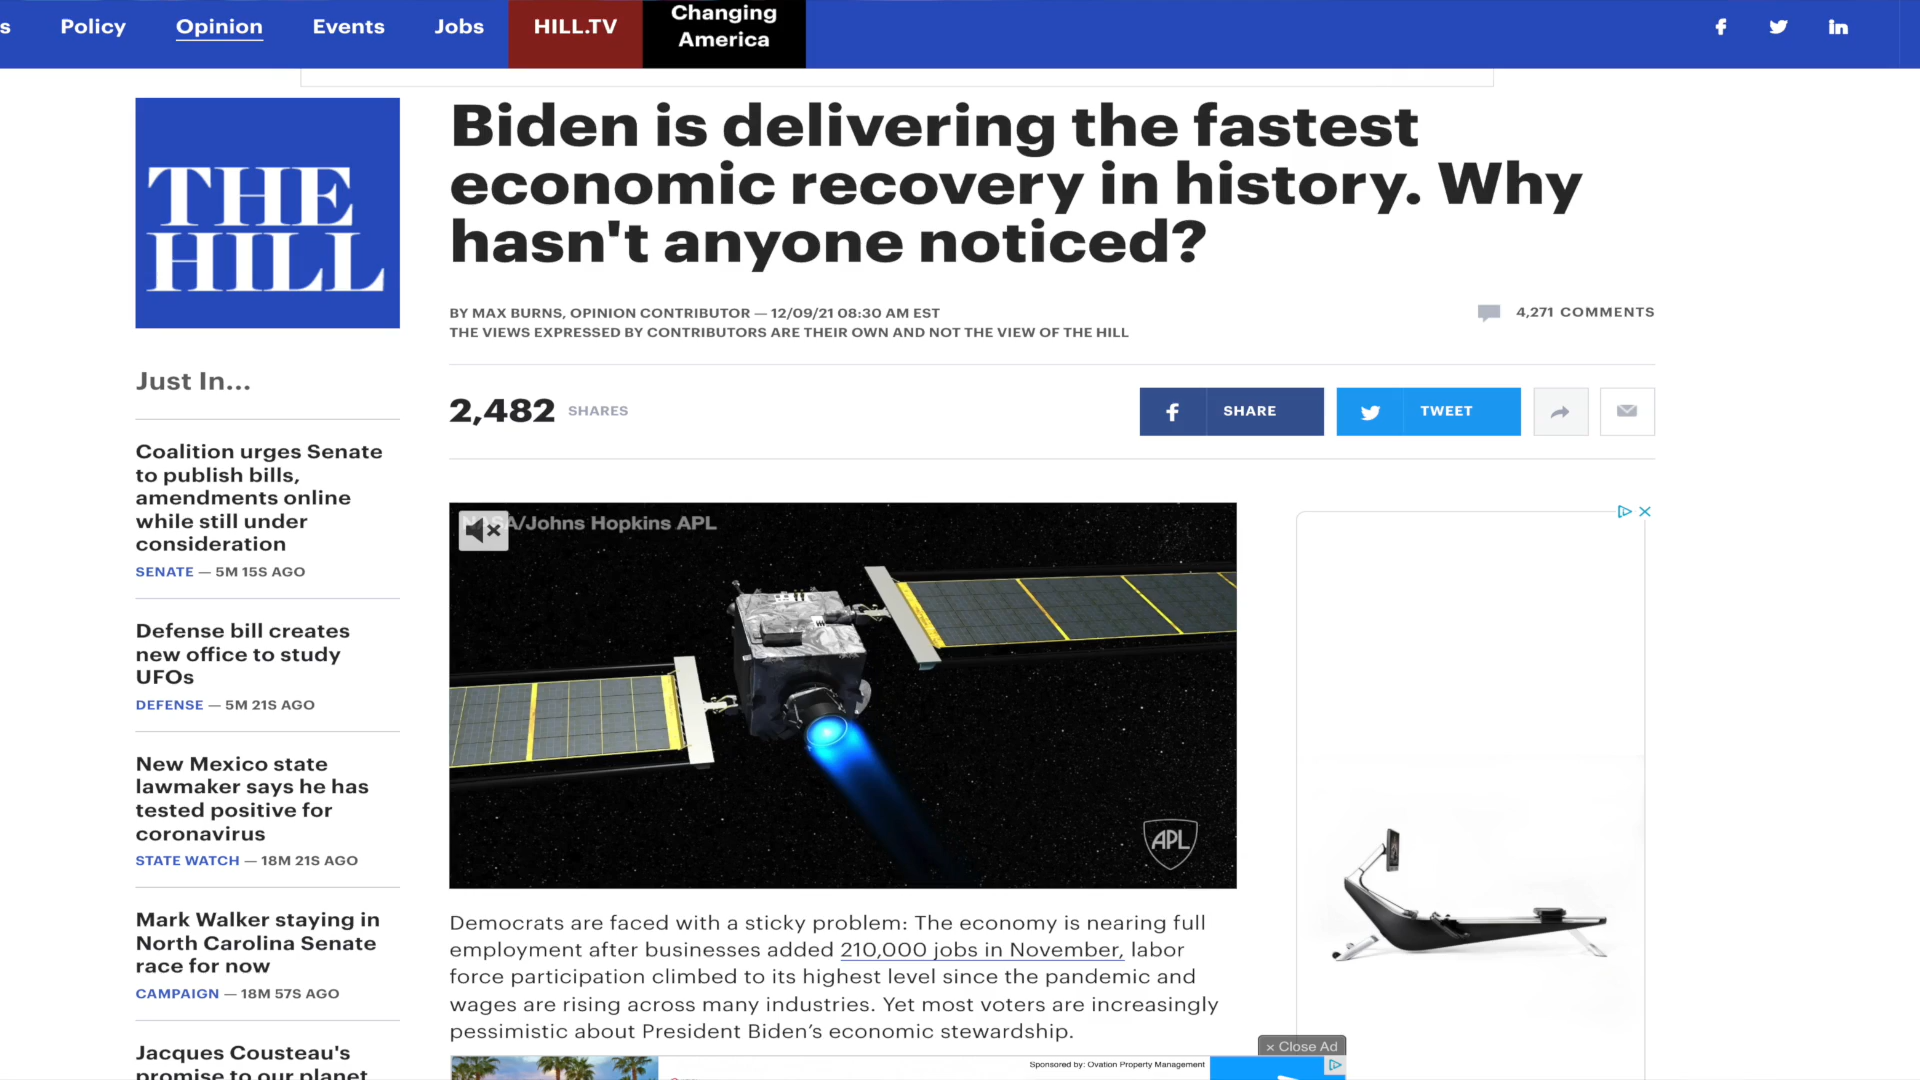 s Policy Opinion Events Jobs HILL.TV Changing America
THE
HILL
Biden is delivering the fastest
economic recovery in history. Why
hasn't anyone noticed?
BY MAX BURNS, OPINION CONTRIBUTOR — 12/09/21 08:30 AM EST
THE VIEWS EXPRESSED BY CONTRIBUTORS ARE THEIR OWN AND NOT THE VIEW OF THE HILL
4,271 COMMENTS
2,482 SHARES
SHARE
TWEET
Just In...
Coalition urges Senate
to publish bills,
amendments online
while still under
consideration
SENATE — 5M 15S AGO
Defense bill creates
new office to study
UFOs
DEFENSE — 5M 21S AGO
New Mexico state
lawmaker says he has
tested positive for
coronavirus
STATE WATCH — 18M 21S AGO
Mark Walker staying in
North Carolina Senate
race for now
CAMPAIGN — 18M 57S AGO
Jacques Cousteau's
promise to our planet
NASA/Johns Hopkins APL
APL
Democrats are faced with a sticky problem: The economy is nearing full
employment after businesses added 210,000 jobs in November, labor
force participation climbed to its highest level since the pandemic and
wages are rising across many industries. Yet most voters are increasingly
pessimistic about President Biden’s economic stewardship.
× Close Ad
Sponsored by: Ovation Property Management